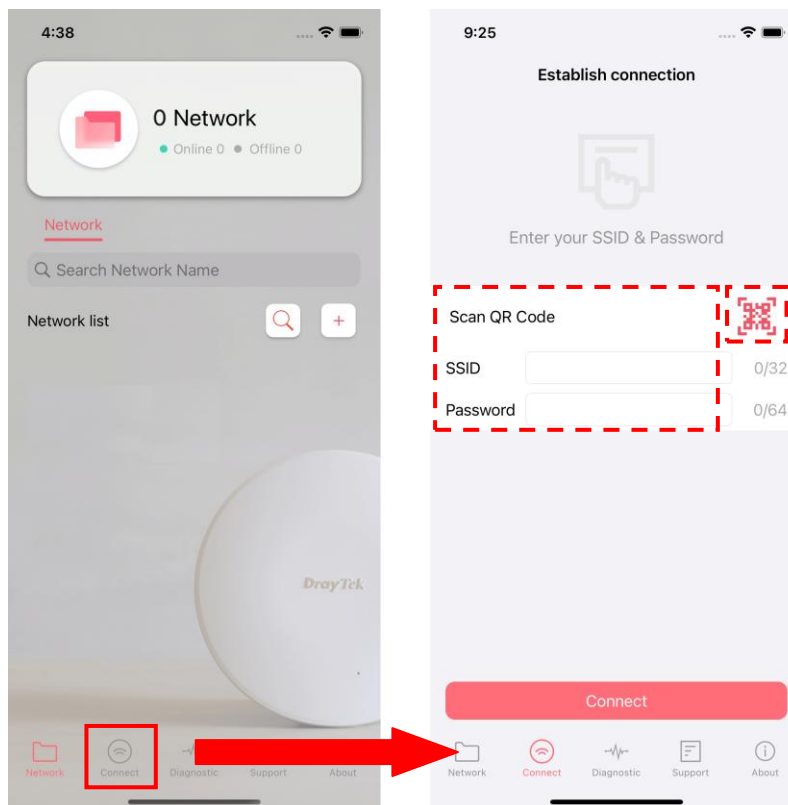 4:38
0 Network
Online 0 Offline 0
Network
Search Network Name
Network list
DrayTek
Network Connect Diagnostic Support About
9:25
Establish connection
Enter your SSID & Password
Scan QR Code
SSID 0/32
Password 0/64
Connect
Network Connect Diagnostic Support About